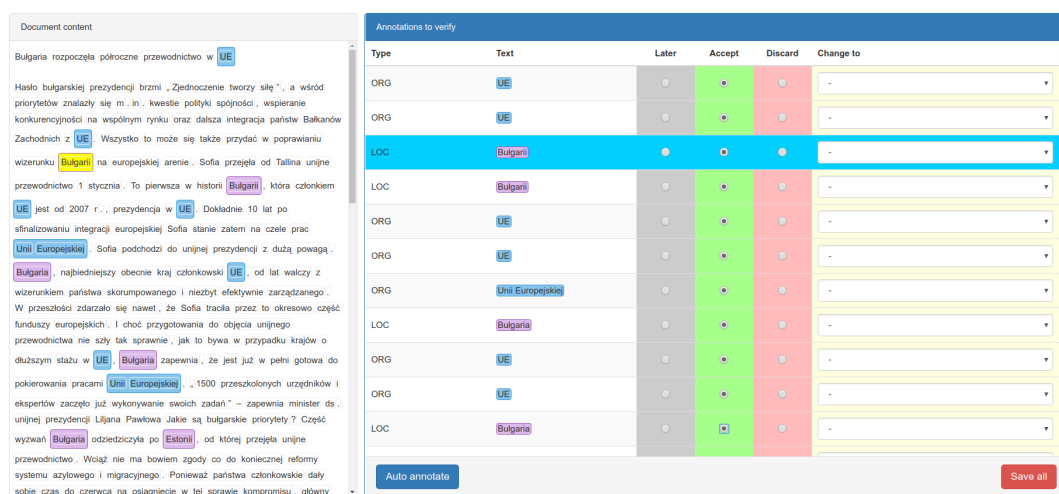 Document content
Bułgaria rozpoczęła półroczne przewodnictwo w UE
Hasło bułgarskiej prezydencji brzmi „ Zjednoczenie tworzy siłę " , a wśród
priorytetów znalazły się m . in . kwestie polityki spójności , wspieranie
konkurencyjności na wspólnym rynku oraz dalsza integracja państw Bałkanów
Zachodnich z UE . Wszystko to może się także przydać w poprawianiu
wizerunku Bułgarii na europejskiej arenie . Sofia przejęła od Tallina unijne
przewodnictwo 1 stycznia . To pierwsza w historii Bułgarii , która członkiem
UE jest od 2007 r . , prezydencja w UE . Dokładnie 10 lat po
sfinalizowaniu integracji europejskiej Sofia stanie zatem na czele prac
Unii Europejskiej . Sofia podchodzi do unijnej prezydencji z dużą powagą .
Bułgaria , najbiedniejszy obecnie kraj członkowski UE , od lat walczy z
wizerunkiem państwa skorumpowanego i niezbyt efektywnie zarządzanego .
W przeszłości zdarzało się nawet , że Sofia traciła przez to okresowo część
funduszy europejskich . I choć przygotowania do objęcia unijnego
przewodnictwa nie szły tak sprawnie , jak to bywa w przypadku krajów o
dłuższym stażu w UE , Bułgaria zapewnia , że jest już w pełni gotowa do
pokierowania pracami Unii Europejskiej . „ 1500 przeszkolonych urzędników i
ekspertów zaczęło już wykonywanie swoich zadań " – zapewnia minister ds .
unijnej prezydencji Liljana Pawłowa Jakie są bułgarskie priorytety ? Część
wyzwań Bułgaria odziedziczyła po Estonii , od której przejęła unijne
przewodnictwo . Wciąż nie ma bowiem zgody co do koniecznej reformy
systemu azylowego i migracyjnego . Ponieważ państwa członkowskie dały
sobie czas do czerwca na osiągnięcie w tej sprawie kompromisu , główny
Annotations to verify
Type Text Later Accept Discard Change to
ORG UE -
ORG UE -
LOC Bułgarii -
LOC Bułgarii -
ORG UE -
ORG UE -
ORG Unii Europejskiej -
LOC Bułgaria -
ORG UE -
ORG UE -
LOC Bułgaria -
Auto annotate Save all